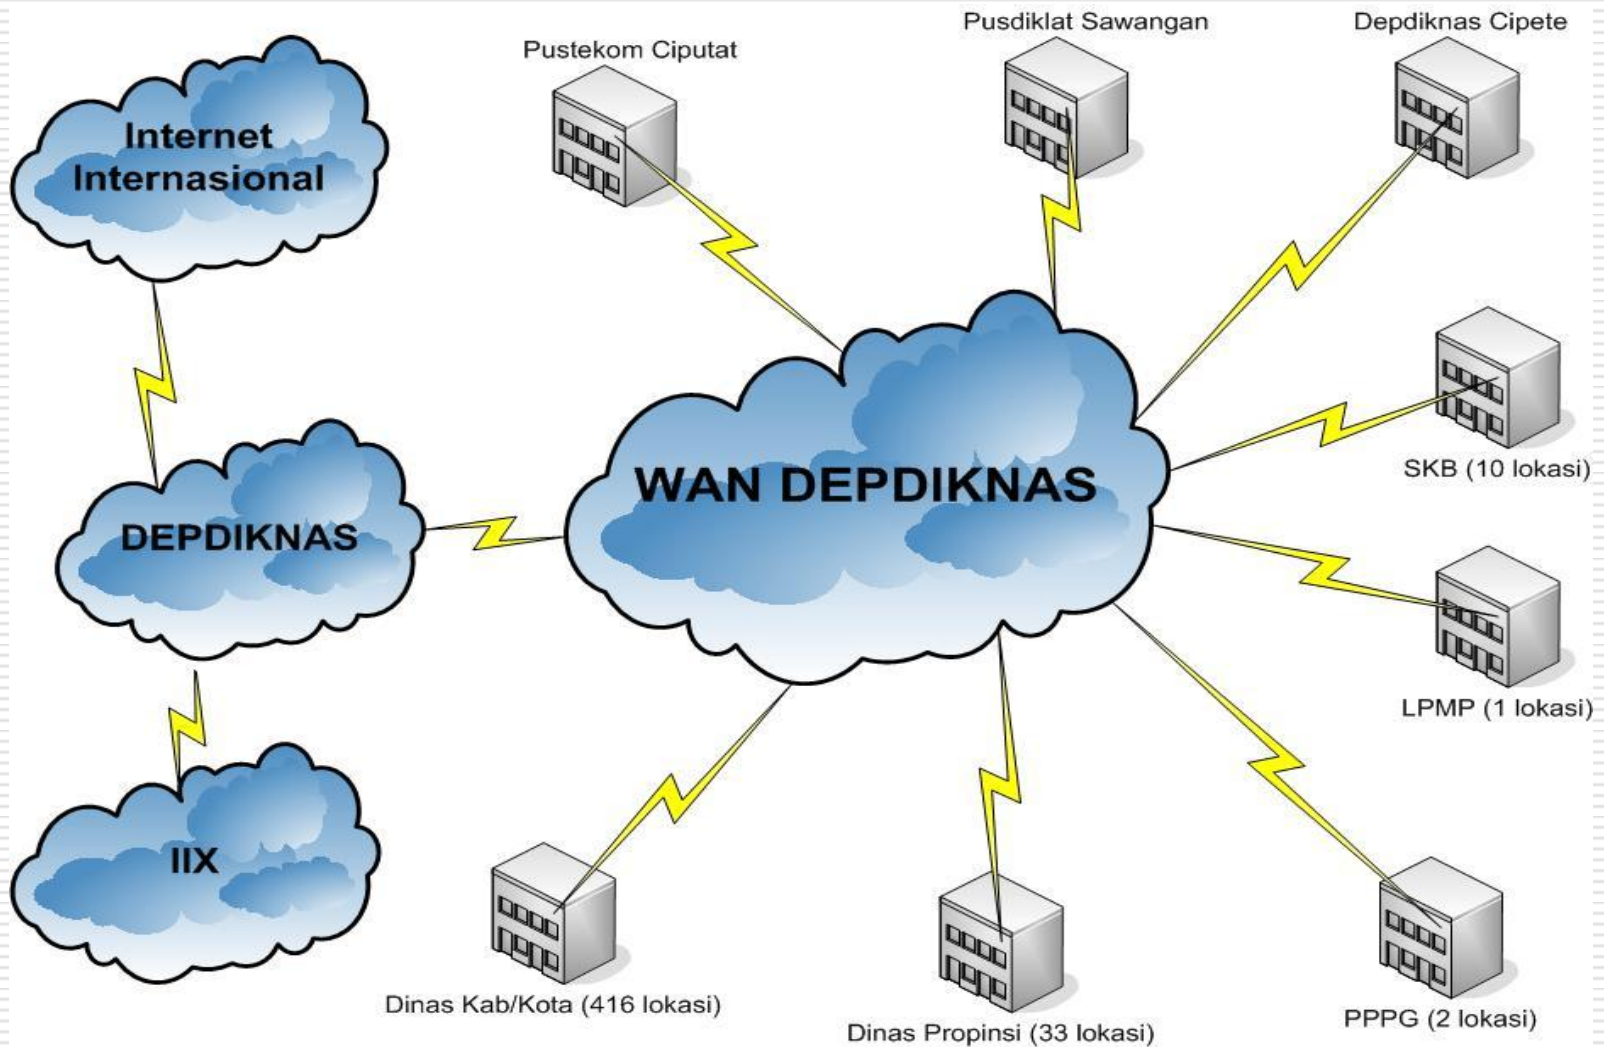 Pusdiklat Sawangan
Depdiknas Cipete
Pustekom Ciputat
Internet
Internasional
SKB (10 lokasi)
WAN DEPDIKNAS
DEPDIKNAS
LPMP (1 lokasi)
IIX
Dinas Kab/Kota (416 lokasi)
Dinas Propinsi (33 lokasi)
PPPG (2 lokasi)